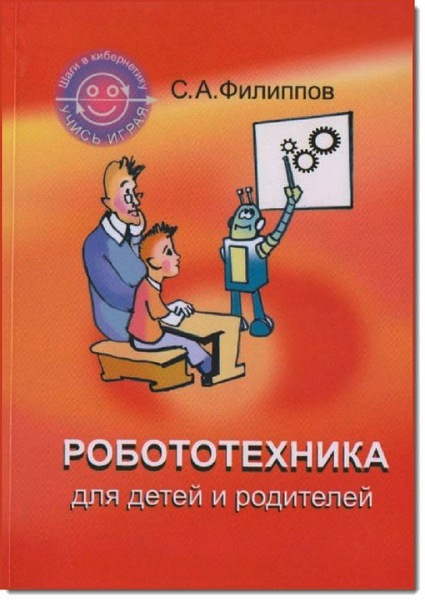 Шаги в кибернетику
УЧИСЬ ИГРАЯ
С.А.Филиппов
РОБОТОТЕХНИКА
для детей и родителей